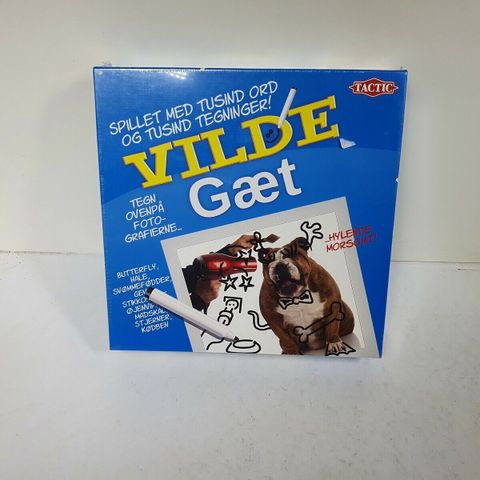 TACTIC
SPILLET MED TUSIND ORD
OG TUSIND TEGNINGER!
VILDE
Gæt
TEGN
OVENPÅ
FOTO-
GRAFIERNE...
...HYLENDE
MORSOMT!
BUTTERFLY,
HALE,
SVØMMEFØDDER,
MADSKÅL,
STJERNER,
KØDBEN